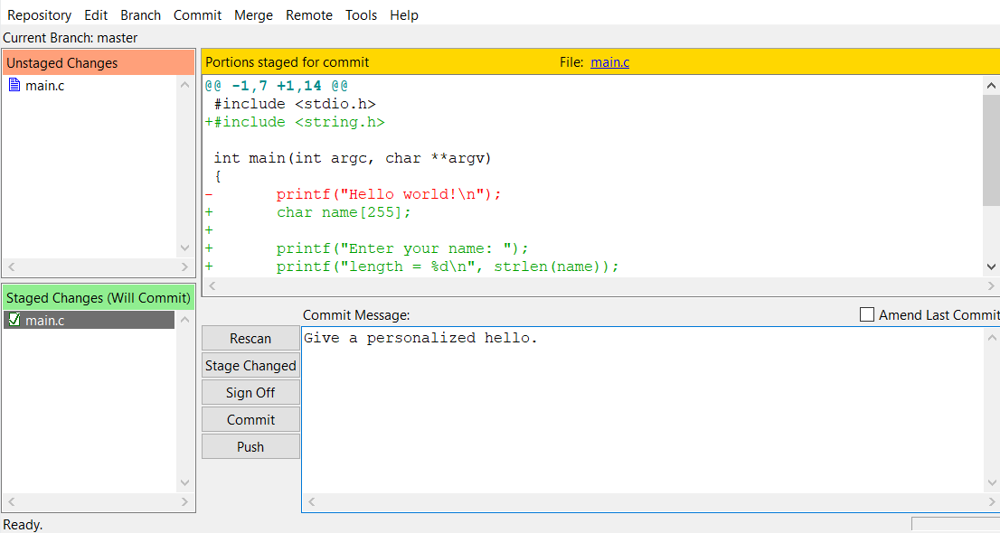 Repository Edit Branch Commit Merge Remote Tools Help
Current Branch: master
Unstaged Changes
main.c
Portions staged for commit File: main.c
@@ -1,7 +1,14 @@
 #include <stdio.h>
+#include <string.h>
 int main(int argc, char **argv)
 {
-       printf("Hello world!\n");
+       char name[255];
+
+       printf("Enter your name: ");
+       printf("length = %d\n", strlen(name));
Staged Changes (Will Commit)
main.c
Commit Message: Amend Last Commit
Rescan
Stage Changed
Sign Off
Commit
Push
Give a personalized hello.
Ready.